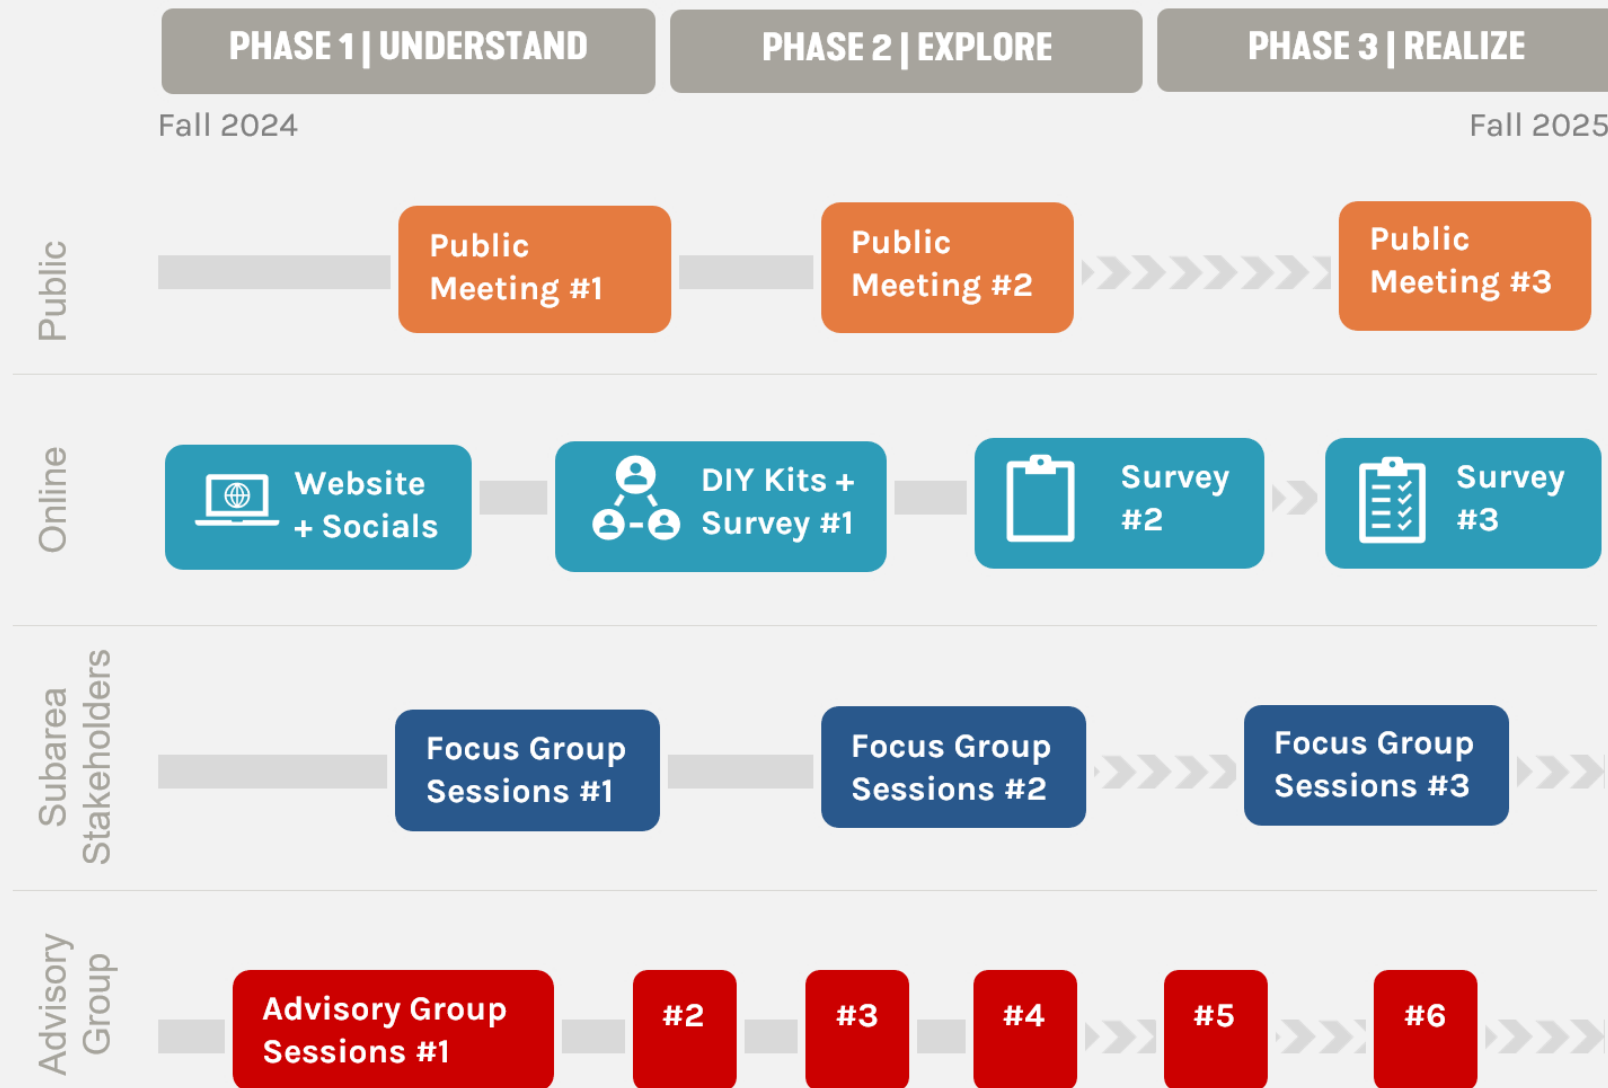 PHASE 1 | UNDERSTAND
PHASE 2 | EXPLORE
PHASE 3 | REALIZE
Fall 2024
Fall 2025
Public
Public
Meeting #1
Public
Meeting #2
Public
Meeting #3
Online
Website
+ Socials
DIY Kits +
Survey #1
Survey
#2
Survey
#3
Subarea
Stakeholders
Focus Group
Sessions #1
Focus Group
Sessions #2
Focus Group
Sessions #3
Advisory
Group
Advisory Group
Sessions #1
#2
#3
#4
#5
#6